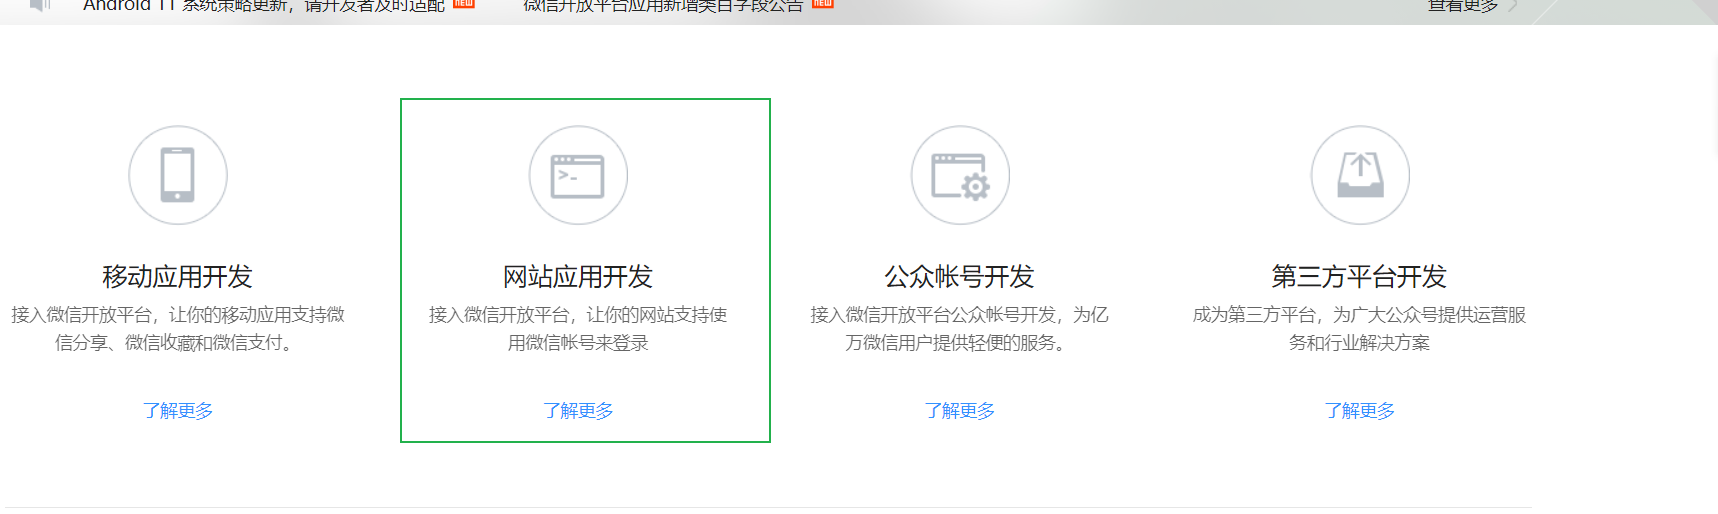 Android 11 系统策略更新，请开发者及时适配 NEW 微信开放平台应用新增类目字段公告 NEW 查看更多
移动应用开发 网站应用开发 公众帐号开发 第三方平台开发
接入微信开放平台，让你的移动应用支持微 接入微信开放平台，让你的网站支持使 接入微信开放平台公众帐号开发，为亿 成为第三方平台，为广大公众号提供运营服
信分享、微信收藏和微信支付。 用微信帐号来登录 万微信用户提供轻便的服务。 务和行业解决方案
了解更多 了解更多 了解更多 了解更多